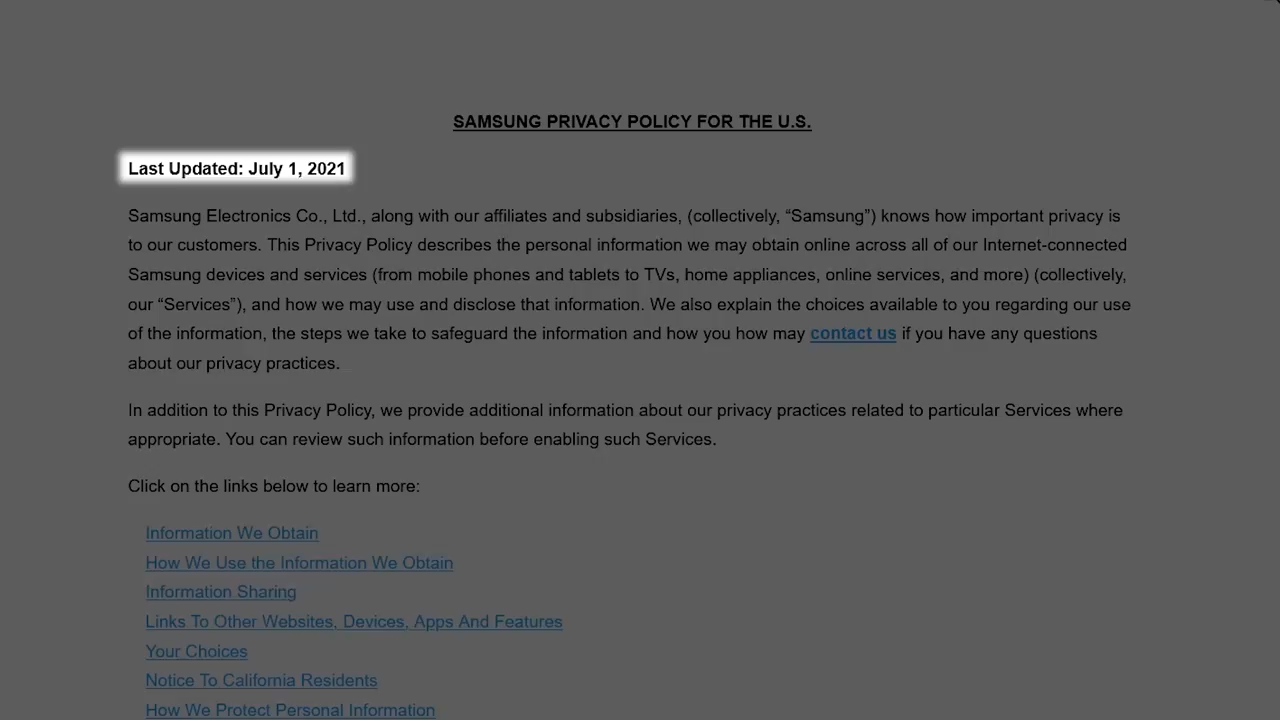 SAMSUNG PRIVACY POLICY FOR THE U.S.
Last Updated: July 1, 2021
Samsung Electronics Co., Ltd., along with our affiliates and subsidiaries, (collectively, “Samsung”) knows how important privacy is
to our customers. This Privacy Policy describes the personal information we may obtain online across all of our Internet-connected
Samsung devices and services (from mobile phones and tablets to TVs, home appliances, online services, and more) (collectively,
our “Services”), and how we may use and disclose that information. We also explain the choices available to you regarding our use
of the information, the steps we take to safeguard the information and how you how may contact us if you have any questions
about our privacy practices.
In addition to this Privacy Policy, we provide additional information about our privacy practices related to particular Services where
appropriate. You can review such information before enabling such Services.
Click on the links below to learn more:
Information We Obtain
How We Use the Information We Obtain
Information Sharing
Links To Other Websites, Devices, Apps And Features
Your Choices
Notice To California Residents
How We Protect Personal Information